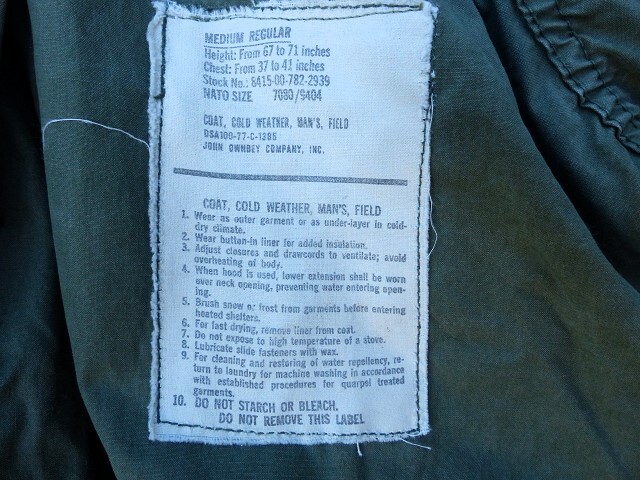 MEDIUM REGULAR
Height: From 67 to 71 inches
Chest: From 37 to 41 inches
Stock No.: 8415-00-782-2939
NATO SIZE 7080/9404
COAT, COLD WEATHER, MAN'S, FIELD
DSA100-77-C-1385
JOHN OWNBEY COMPANY, INC.
COAT, COLD WEATHER, MAN'S, FIELD
1. Wear as outer garment or as under-layer in cold-
dry climate.
2. Wear button-in liner for added insulation.
3. Adjust closures and drawcords to ventilate; avoid
overheating of body.
4. When hood is used, lower extension shall be worn
over neck opening, preventing water entering open-
ing.
5. Brush snow or frost from garments before entering
heated shelters.
6. For fast drying, remove liner from coat.
7. Do not expose to high temperature of a stove.
8. Lubricate slide fasteners with wax.
9. For cleaning and restoring of water repellency, re-
turn to laundry for machine washing in accordance
with established procedures for quarpel treated
garments.
10. DO NOT STARCH OR BLEACH.
DO NOT REMOVE THIS LABEL